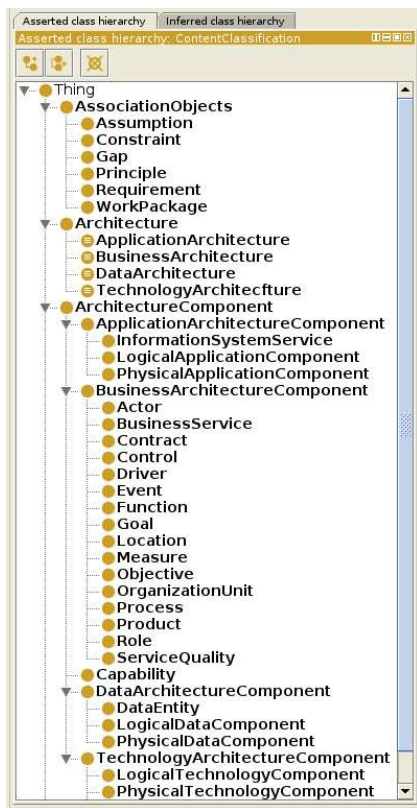 Asserted class hierarchy Inferred class hierarchy
Asserted class hierarchy: ContentClassification
Thing
AssociationObjects
Assumption
Constraint
Gap
Principle
Requirement
WorkPackage
Architecture
ApplicationArchitecture
BusinessArchitecture
DataArchitecture
TechnologyArchitecfture
ArchitectureComponent
ApplicationArchitectureComponent
InformationSystemService
LogicalApplicationComponent
PhysicalApplicationComponent
BusinessArchitectureComponent
Actor
BusinessService
Contract
Control
Driver
Event
Function
Goal
Location
Measure
Objective
OrganizationUnit
Process
Product
Role
ServiceQuality
Capability
DataArchitectureComponent
DataEntity
LogicalDataComponent
PhysicalDataComponent
TechnologyArchitectureComponent
LogicalTechnologyComponent
PhysicalTechnologyComponent